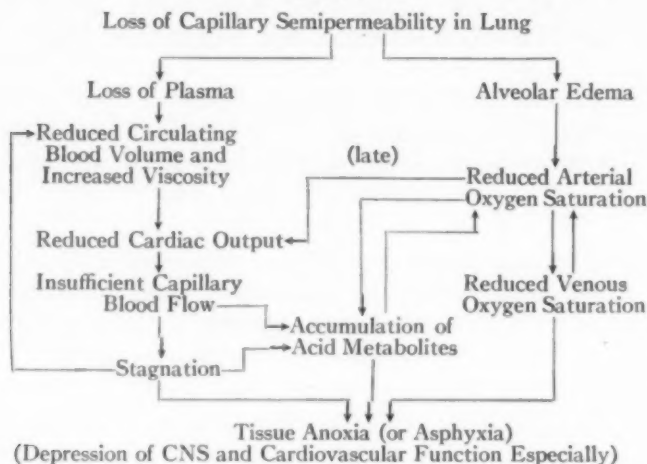 Loss of Capillary Semipermeability in Lung
Loss of Plasma
Alveolar Edema
Reduced Circulating
Blood Volume and
Increased Viscosity
(late)
Reduced Arterial
Oxygen Saturation
Reduced Cardiac Output
Insufficient Capillary
Blood Flow
Reduced Venous
Oxygen Saturation
Accumulation of
Acid Metabolites
Stagnation
Tissue Anoxia (or Asphyxia)
(Depression of CNS and Cardiovascular Function Especially)